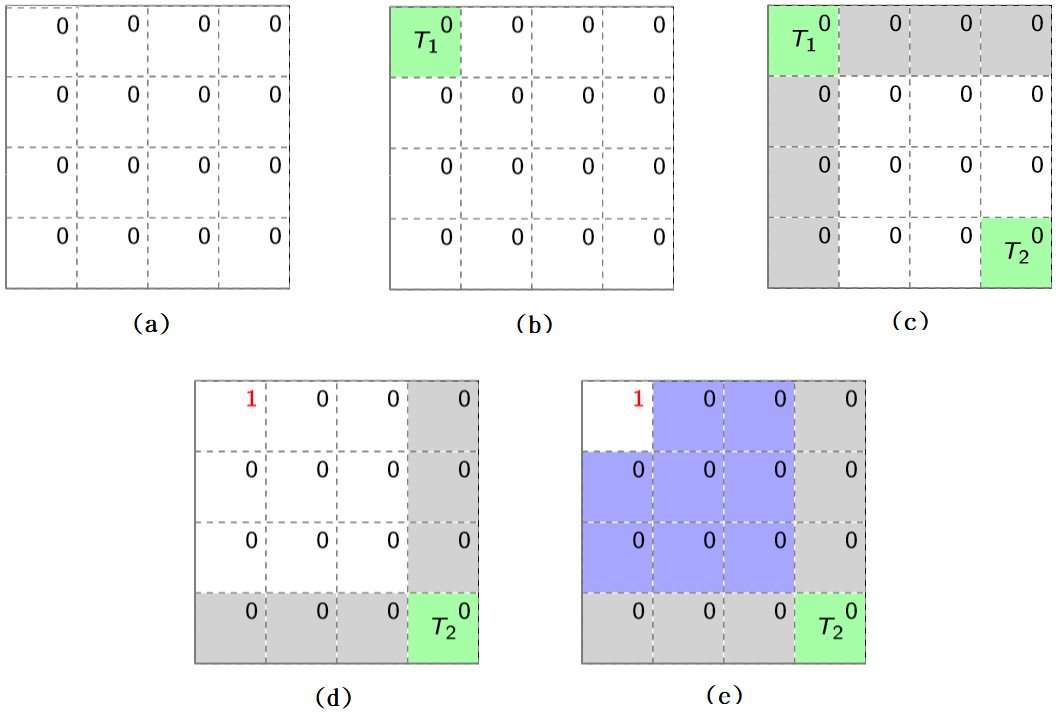 0 0 0 0 T₁ 0 0 0 0 T₁ 0 0 0 0
0 0 0 0 0 0 0 0 0 0 0 0
0 0 0 0 0 0 0 0 0 0 0 0
0 0 0 0 0 0 0 0 0 0 0 T₂ 0
(a) (b) (c)
1 0 0 0 1 0 0 0
0 0 0 0 0 0 0 0
0 0 0 0 0 0 0 0
0 0 0 T₂ 0 0 0 0 T₂ 0
(d) (e)